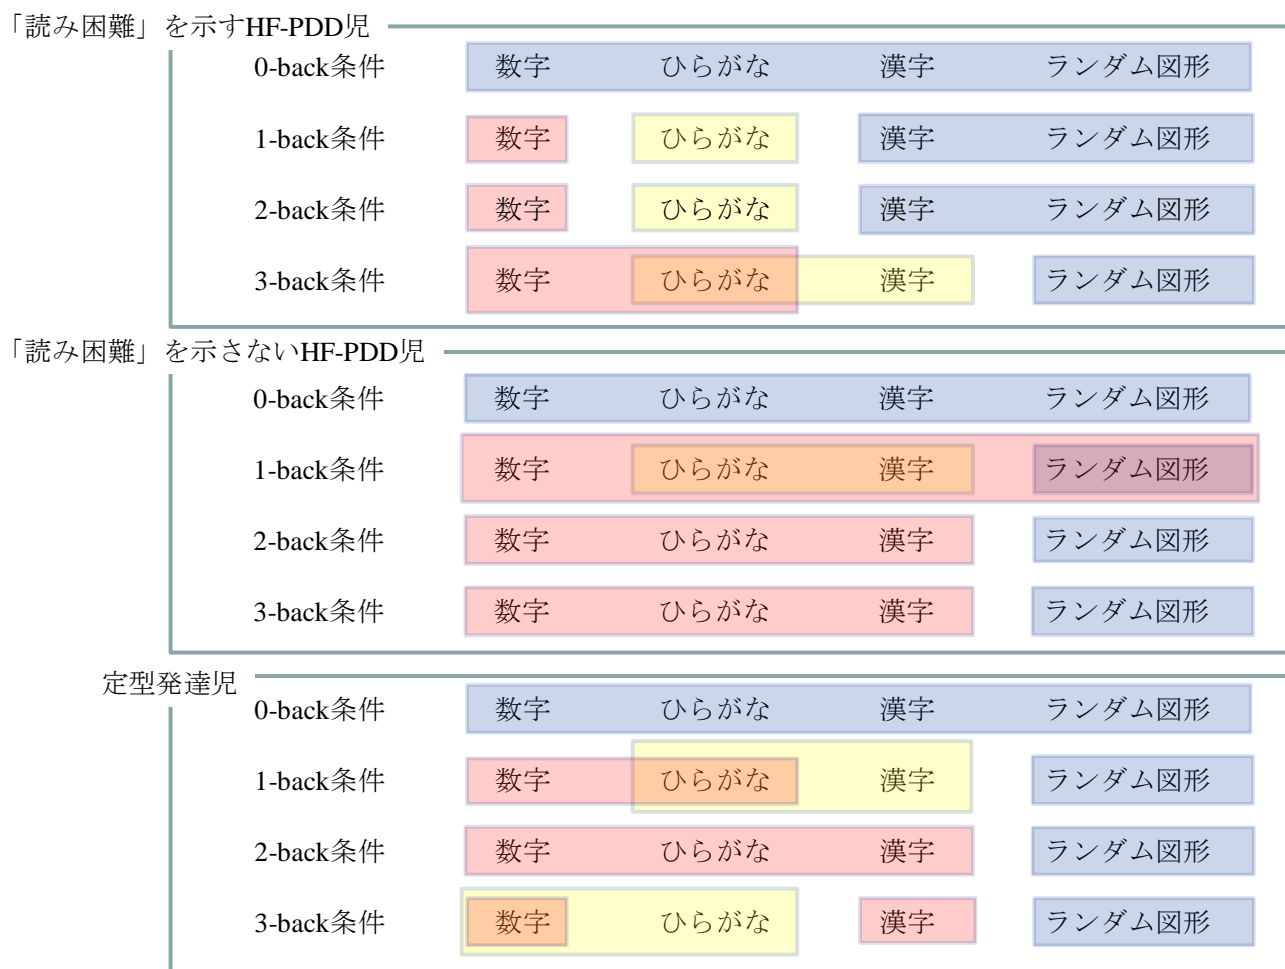 「読み困難」を示すHF-PDD児
0-back条件 数字 ひらがな 漢字 ランダム図形
1-back条件 数字 ひらがな 漢字 ランダム図形
2-back条件 数字 ひらがな 漢字 ランダム図形
3-back条件 数字 ひらがな 漢字 ランダム図形
「読み困難」を示さないHF-PDD児
0-back条件 数字 ひらがな 漢字 ランダム図形
1-back条件 数字 ひらがな 漢字 ランダム図形
2-back条件 数字 ひらがな 漢字 ランダム図形
3-back条件 数字 ひらがな 漢字 ランダム図形
定型発達児
0-back条件 数字 ひらがな 漢字 ランダム図形
1-back条件 数字 ひらがな 漢字 ランダム図形
2-back条件 数字 ひらがな 漢字 ランダム図形
3-back条件 数字 ひらがな 漢字 ランダム図形